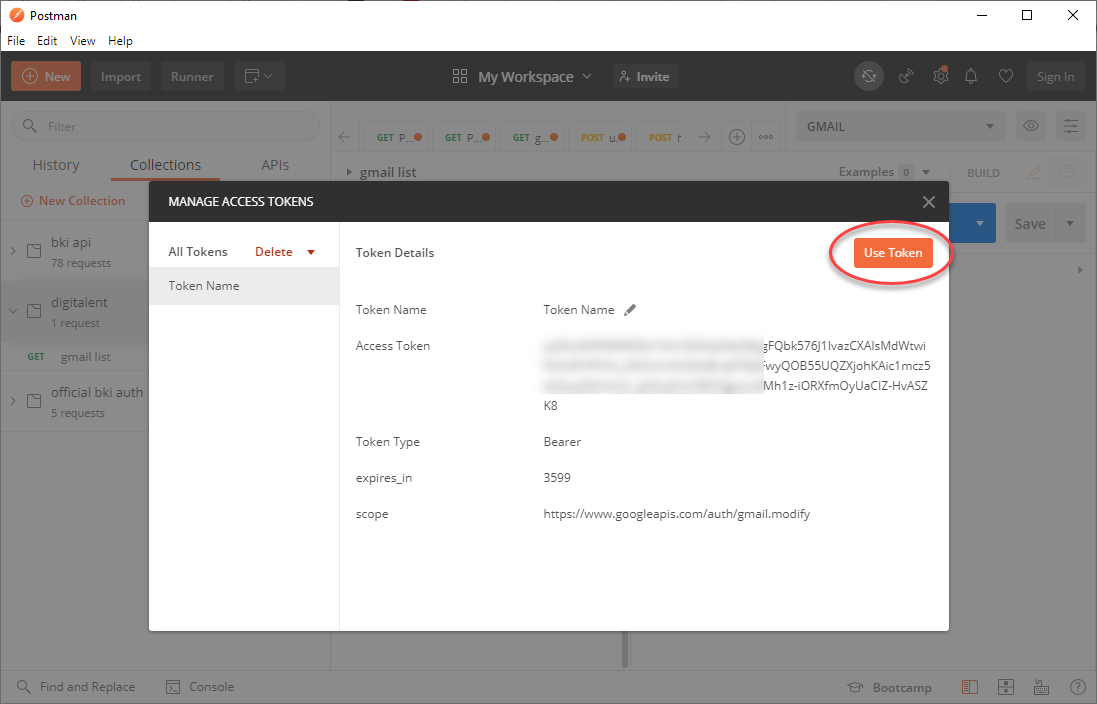 Postman
File Edit View Help
New Import Runner My Workspace Invite Sign In
Filter
GET P... GET P... GET g... POST u. POST GMAIL
History Collections APIs
gmail list Examples 0 BUILD
New Collection
Save
bki api
78 requests
digitalent
1 request
GET gmail list
official bki auth
5 requests
MANAGE ACCESS TOKENS
All Tokens Delete
Token Name
Token Details Use Token
Token Name Token Name
Access Token gFQbk576J1IvazCXAIsMdWtwi
wyQOB55UQZXjohKAic1mcz5
Mh1z-iORXfmOyUaCIZ-HvASZ
K8
Token Type Bearer
expires_in 3599
scope https://www.googleapis.com/auth/gmail.modify
Find and Replace Console Bootcamp